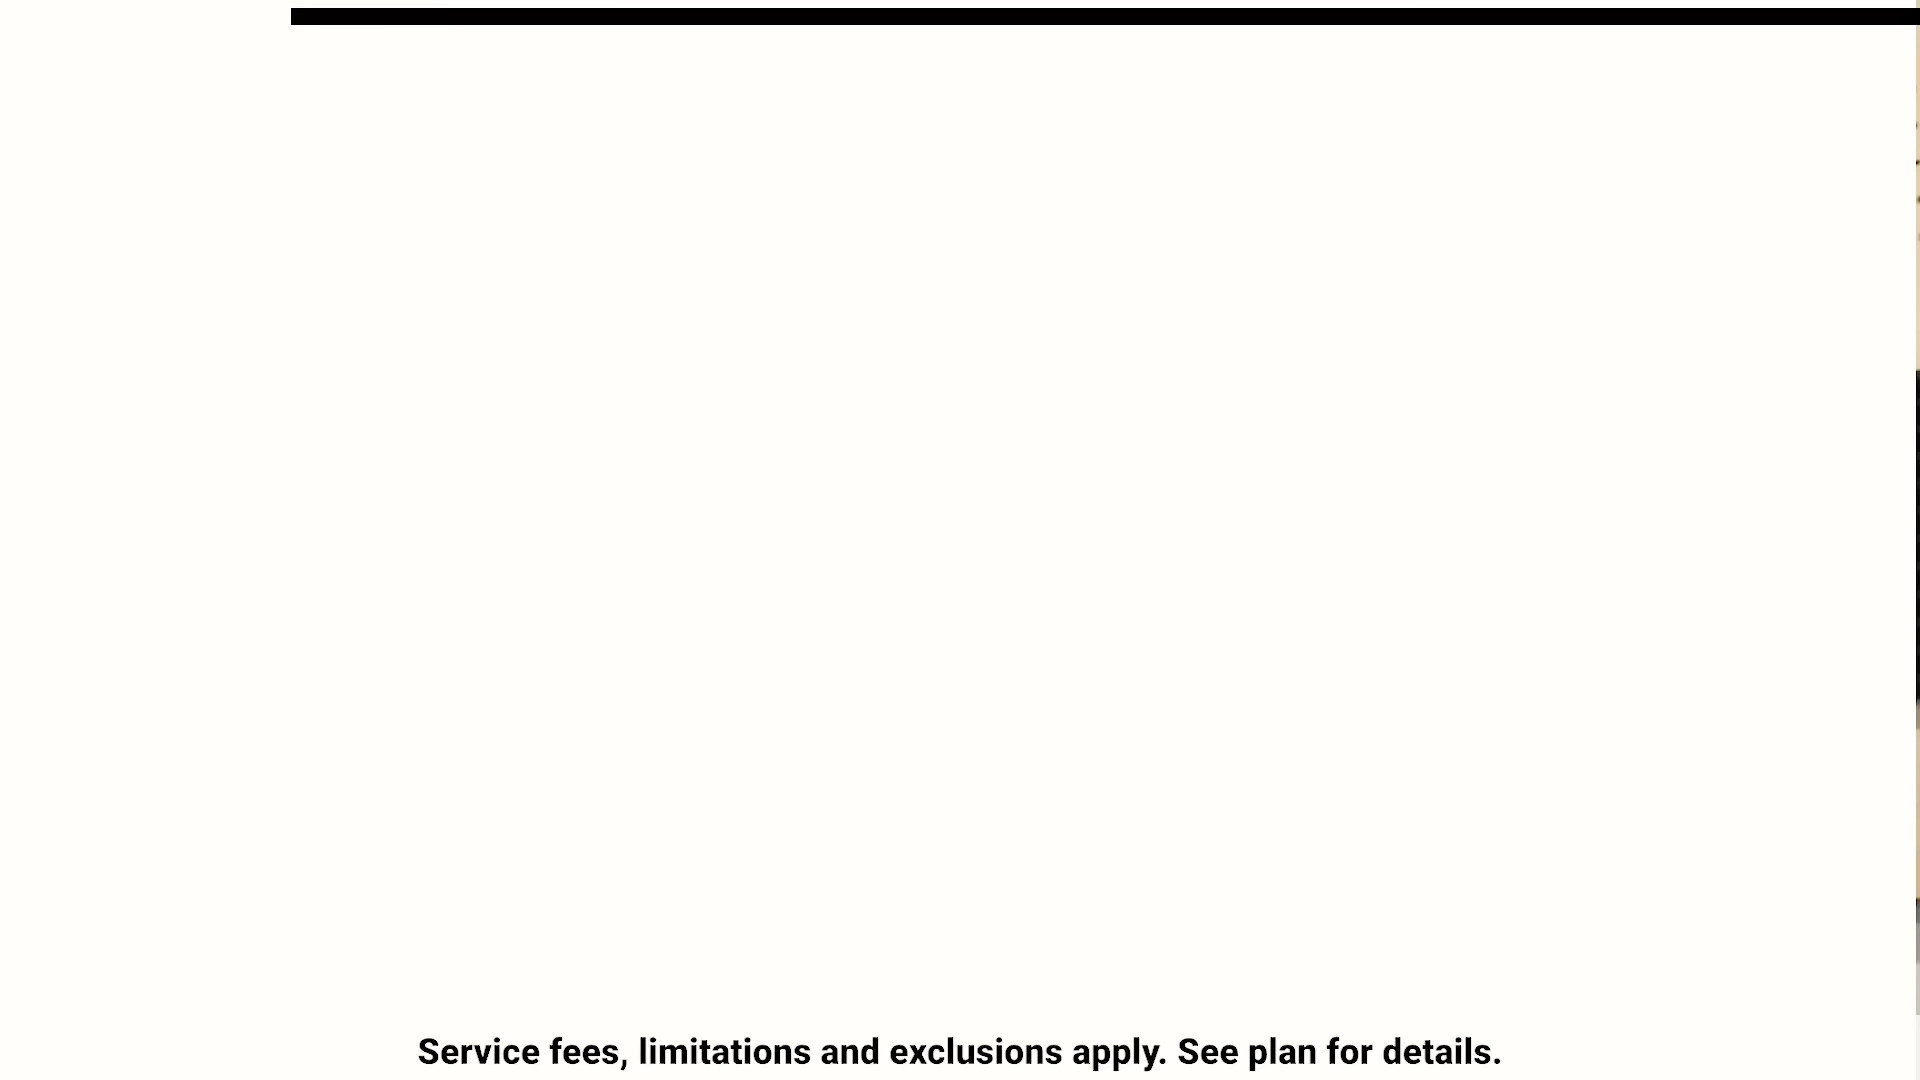 Service fees, limitations and exclusions apply. See plan for details.